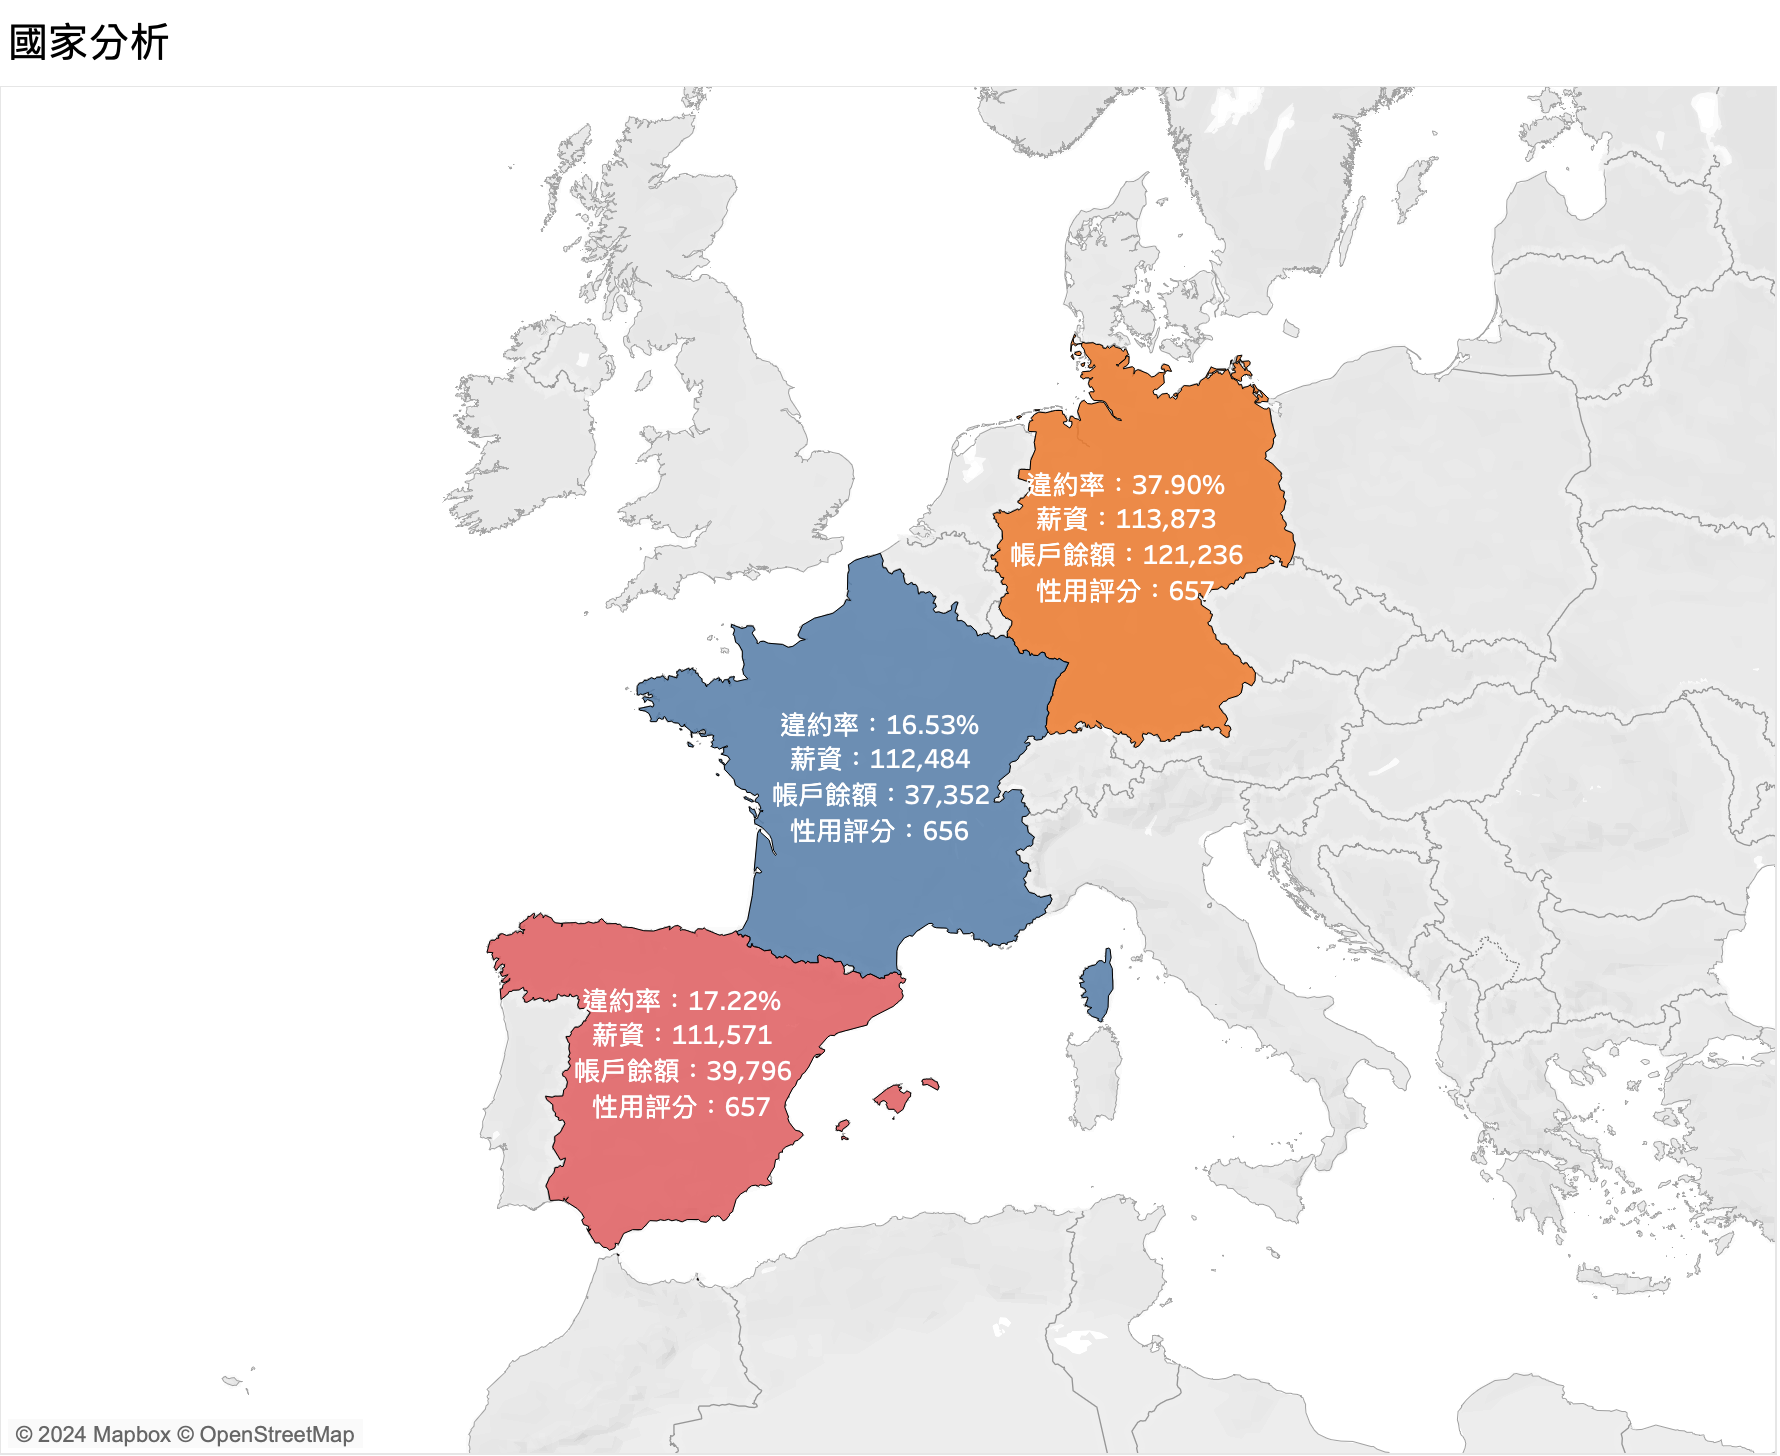 國家分析
違約率：37.90%
薪資：113,873
帳戶餘額：121,236
性用評分：657
違約率：16.53%
薪資：112,484
帳戶餘額：37,352
性用評分：656
違約率：17.22%
薪資：111,571
帳戶餘額：39,796
性用評分：657
© 2024 Mapbox © OpenStreetMap